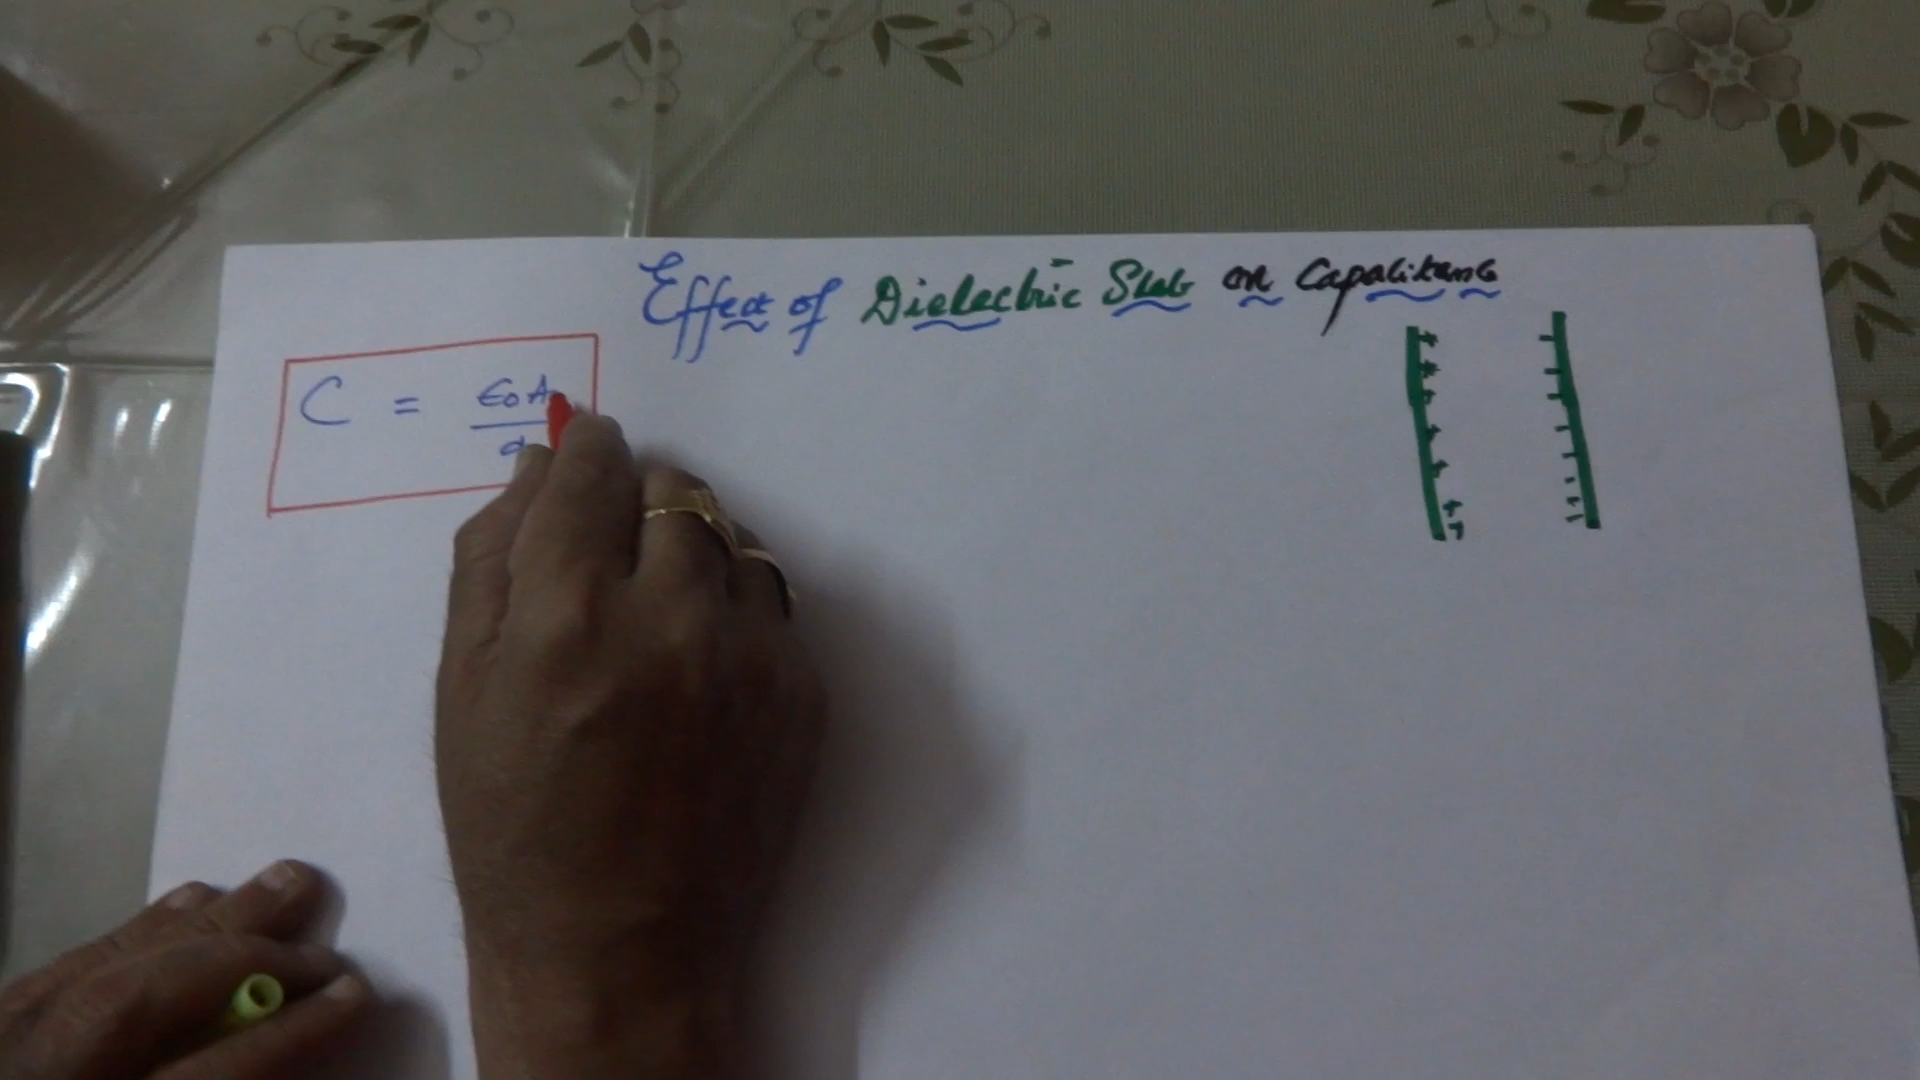 Effect of Dielectric Slab on Capacitance
C = ε₀A
d